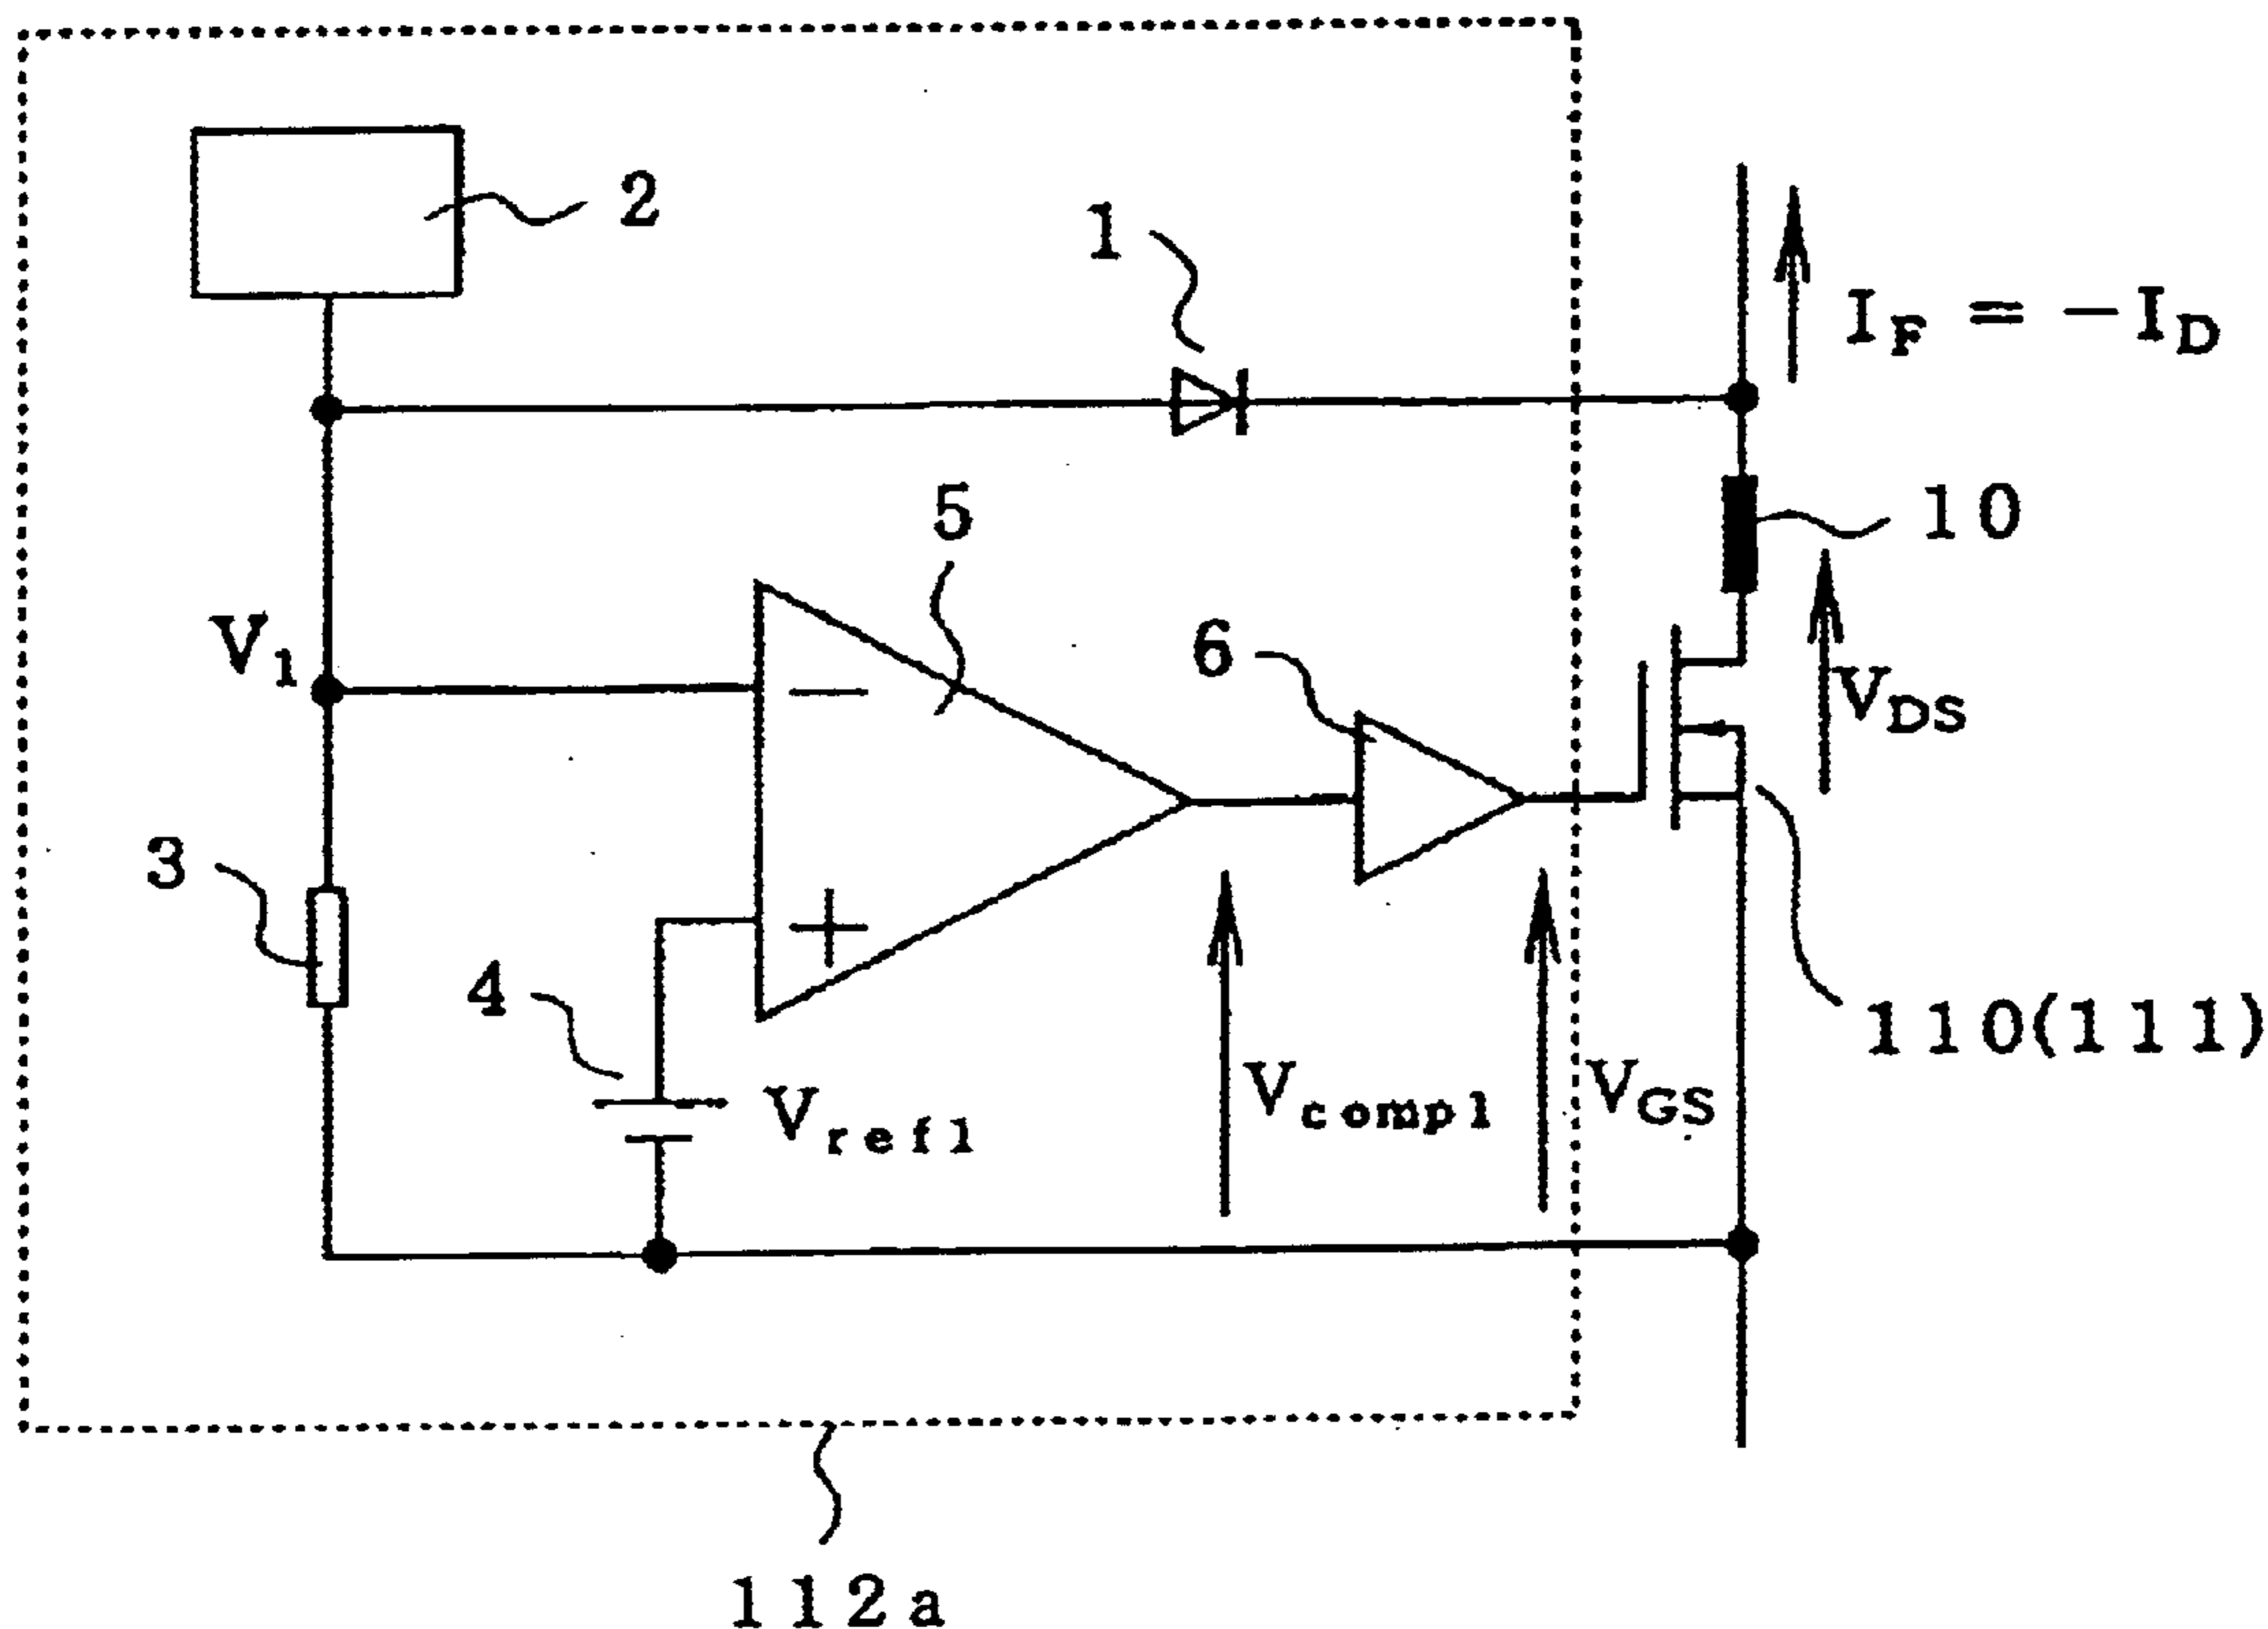 2
1
I_F = -I_D
5
10
V_1
6
V_DS
−
3
+
4
110(111)
V_ref1
V_comp1
V_GS
112a